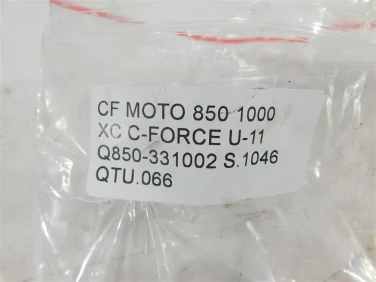 CF MOTO 850 1000
XC C-FORCE U-11
Q850-331002 S.1046
QTU.066